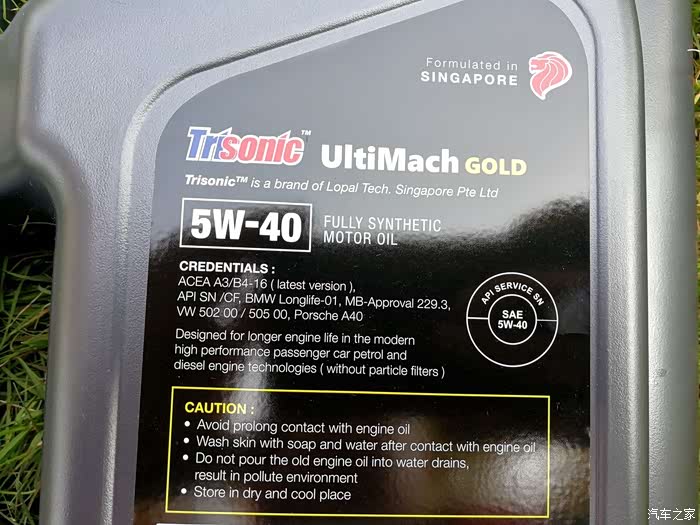 Formulated in
SINGAPORE
Trisonic™ UltiMach GOLD
Trisonic™ is a brand of Lopal Tech. Singapore Pte Ltd
5W-40
FULLY SYNTHETIC
MOTOR OIL
CREDENTIALS :
ACEA A3/B4-16 ( latest version ),
API SN /CF, BMW Longlife-01, MB-Approval 229.3,
VW 502 00 / 505 00, Porsche A40
API SERVICE SN
SAE
5W-40
Designed for longer engine life in the modern
high performance passenger car petrol and
diesel engine technologies ( without particle filters )
CAUTION :
• Avoid prolong contact with engine oil
• Wash skin with soap and water after contact with engine oil
• Do not pour the old engine oil into water drains,
result in pollute environment
• Store in dry and cool place
汽车之家